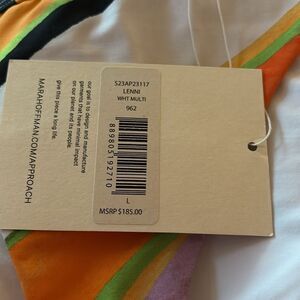 S23AP23117
LENNI
WHT MULTI
962
889805192710
L
MSRP $185.00
our goal is to design and manufacture
garments that have minimal impact
on our planet and its people.
give this piece a long life.
MARAHOFFMAN.COM/APPROACH